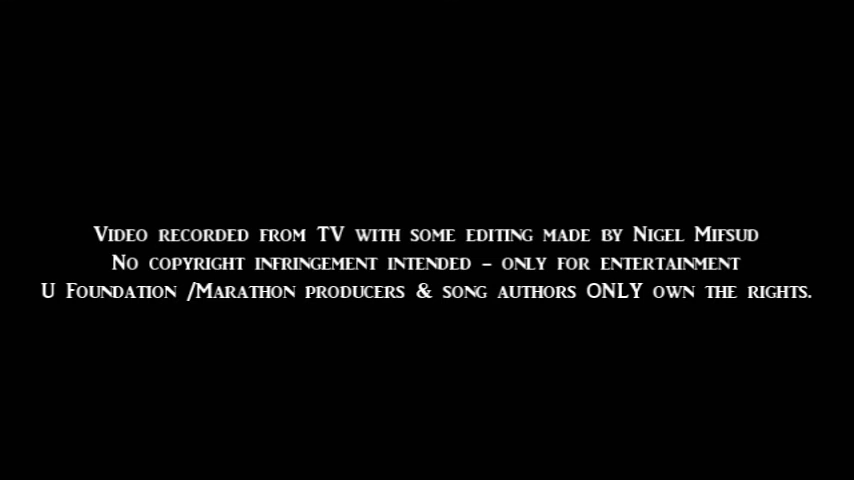 Video recorded from TV with some editing made by Nigel Mifsud
No copyright infringement intended – only for entertainment
U Foundation /Marathon producers & song authors ONLY own the rights.